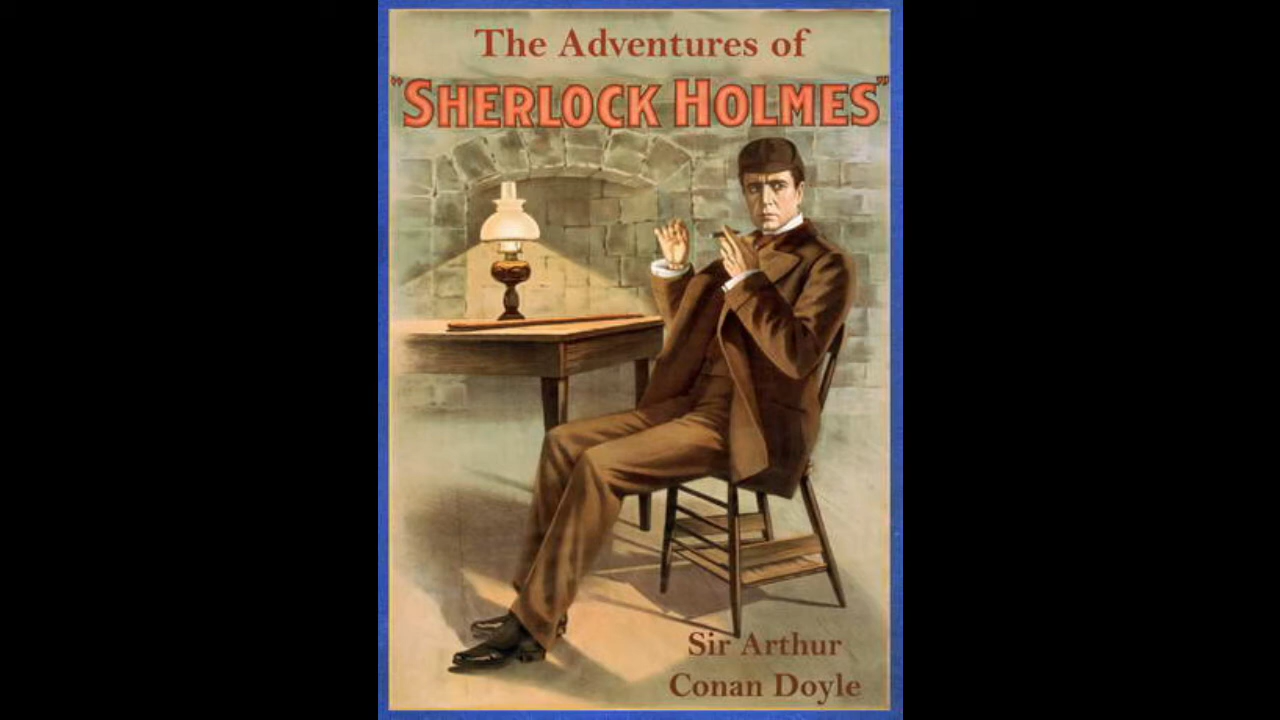 The Adventures of
"SHERLOCK HOLMES"
Sir Arthur
Conan Doyle